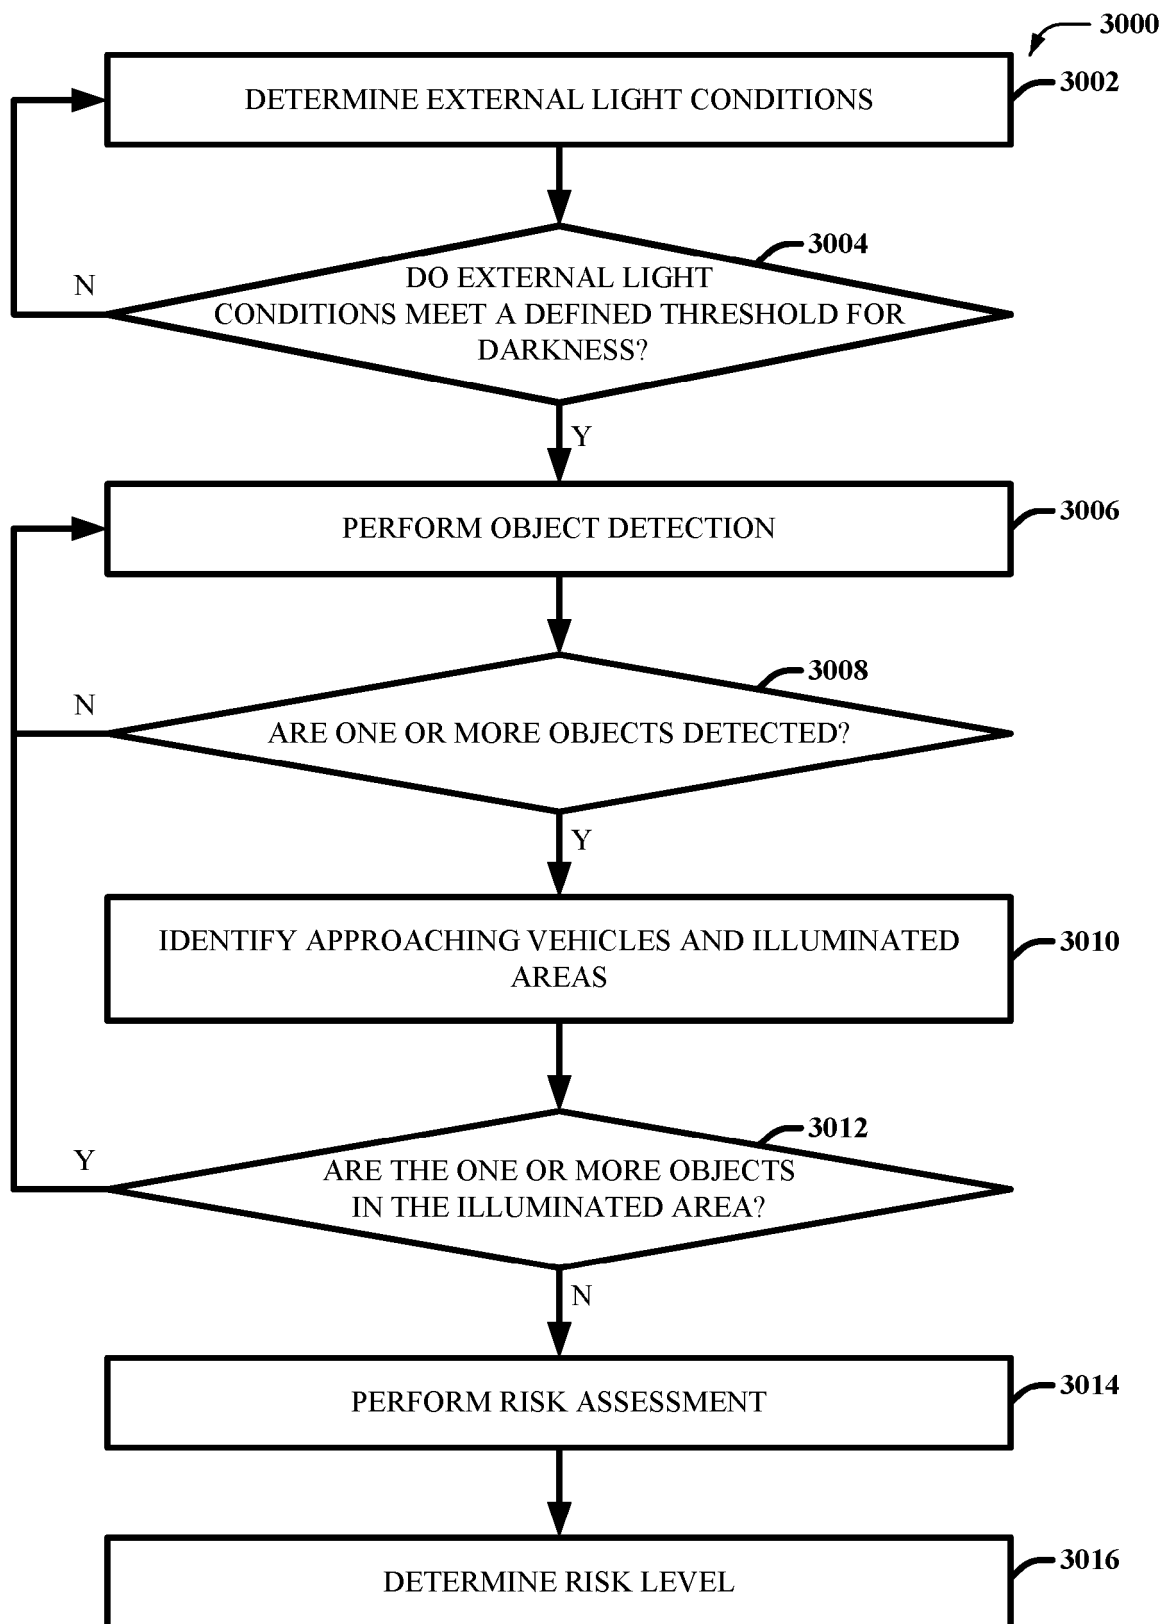 3000
DETERMINE EXTERNAL LIGHT CONDITIONS
3002
3004
DO EXTERNAL LIGHT
CONDITIONS MEET A DEFINED THRESHOLD FOR
DARKNESS?
N
Y
PERFORM OBJECT DETECTION
3006
3008
ARE ONE OR MORE OBJECTS DETECTED?
N
Y
IDENTIFY APPROACHING VEHICLES AND ILLUMINATED
AREAS
3010
3012
ARE THE ONE OR MORE OBJECTS
IN THE ILLUMINATED AREA?
Y
N
PERFORM RISK ASSESSMENT
3014
DETERMINE RISK LEVEL
3016